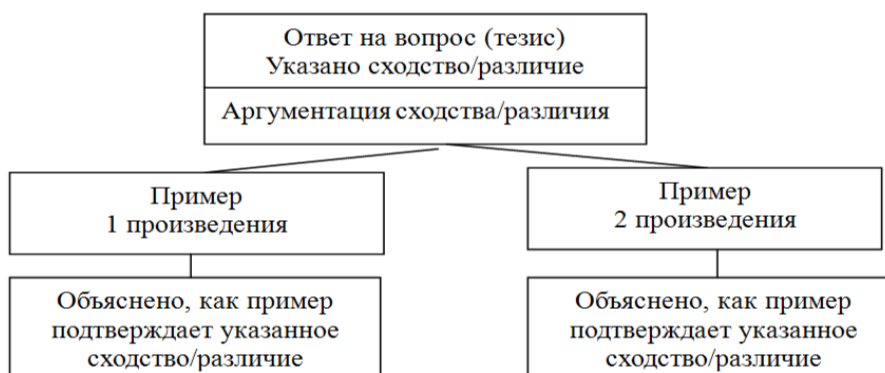 Ответ на вопрос (тезис)
Указано сходство/различие
Аргументация сходства/различия
Пример
1 произведения
Пример
2 произведения
Объяснено, как пример
подтверждает указанное
сходство/различие
Объяснено, как пример
подтверждает указанное
сходство/различие